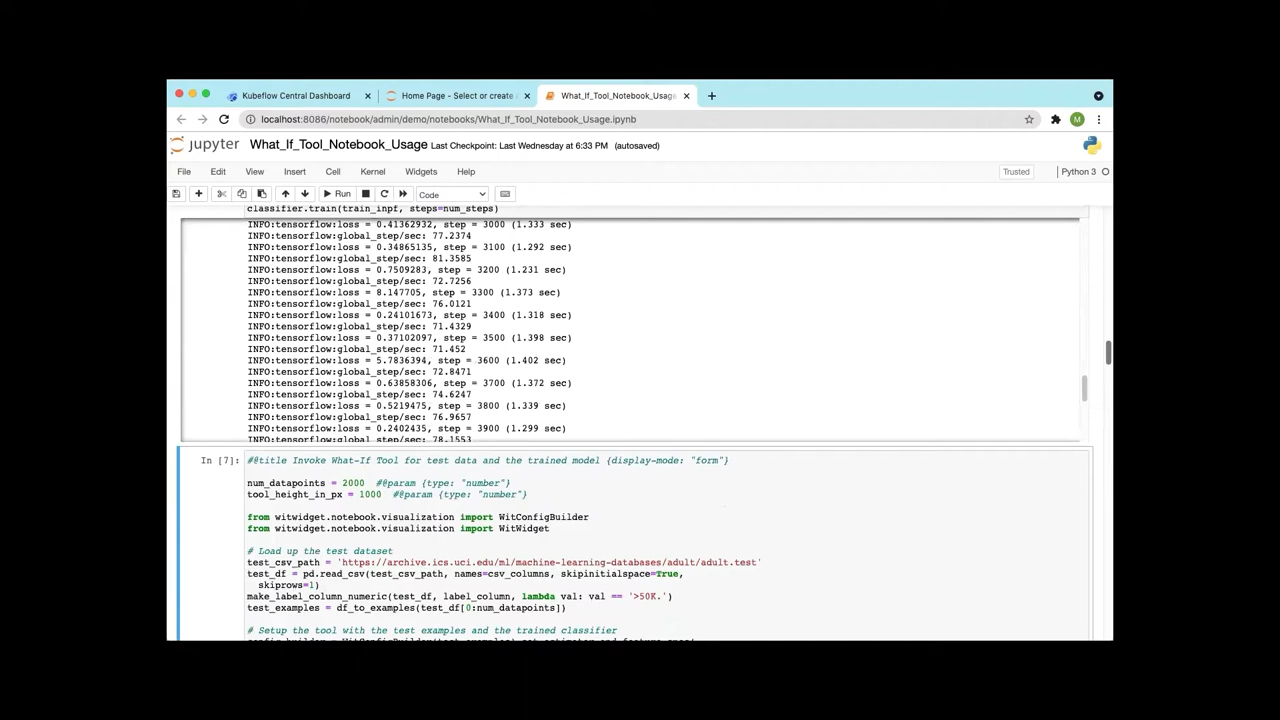 Kubeflow Central Dashboard
Home Page - Select or create
What_If_Tool_Notebook_Usage
localhost:8086/notebook/admin/demo/notebooks/What_If_Tool_Notebook_Usage.ipynb
M
jupyter What_If_Tool_Notebook_Usage Last Checkpoint: Last Wednesday at 6:33 PM (autosaved)
File Edit View Insert Cell Kernel Widgets Help Trusted Python 3
Run Code
classifier.train(train_inpf, steps=num_steps)
INFO:tensorflow:loss = 0.41362932, step = 3000 (1.333 sec)
INFO:tensorflow:global_step/sec: 77.2374
INFO:tensorflow:loss = 0.34865135, step = 3100 (1.292 sec)
INFO:tensorflow:global_step/sec: 81.3585
INFO:tensorflow:loss = 0.7509283, step = 3200 (1.231 sec)
INFO:tensorflow:global_step/sec: 72.7256
INFO:tensorflow:loss = 8.147705, step = 3300 (1.373 sec)
INFO:tensorflow:global_step/sec: 76.0121
INFO:tensorflow:loss = 0.24101673, step = 3400 (1.318 sec)
INFO:tensorflow:global_step/sec: 71.4329
INFO:tensorflow:loss = 0.37102097, step = 3500 (1.398 sec)
INFO:tensorflow:global_step/sec: 71.452
INFO:tensorflow:loss = 5.7836394, step = 3600 (1.402 sec)
INFO:tensorflow:global_step/sec: 72.8471
INFO:tensorflow:loss = 0.63858306, step = 3700 (1.372 sec)
INFO:tensorflow:global_step/sec: 74.6247
INFO:tensorflow:loss = 0.5219475, step = 3800 (1.339 sec)
INFO:tensorflow:global_step/sec: 76.9657
INFO:tensorflow:loss = 0.2402435, step = 3900 (1.299 sec)
INFO:tensorflow:global_step/sec: 78.1553
In [7]: #@title Invoke What-If Tool for test data and the trained model {display-mode: "form"}
num_datapoints = 2000 #@param {type: "number"}
tool_height_in_px = 1000 #@param {type: "number"}
from witwidget.notebook.visualization import WitConfigBuilder
from witwidget.notebook.visualization import WitWidget
# Load up the test dataset
test_csv_path = 'https://archive.ics.uci.edu/ml/machine-learning-databases/adult/adult.test'
test_df = pd.read_csv(test_csv_path, names=csv_columns, skipinitialspace=True,
skiprows=1)
make_label_column_numeric(test_df, label_column, lambda val: val == '>50K.')
test_examples = df_to_examples(test_df[0:num_datapoints])
# Setup the tool with the test examples and the trained classifier